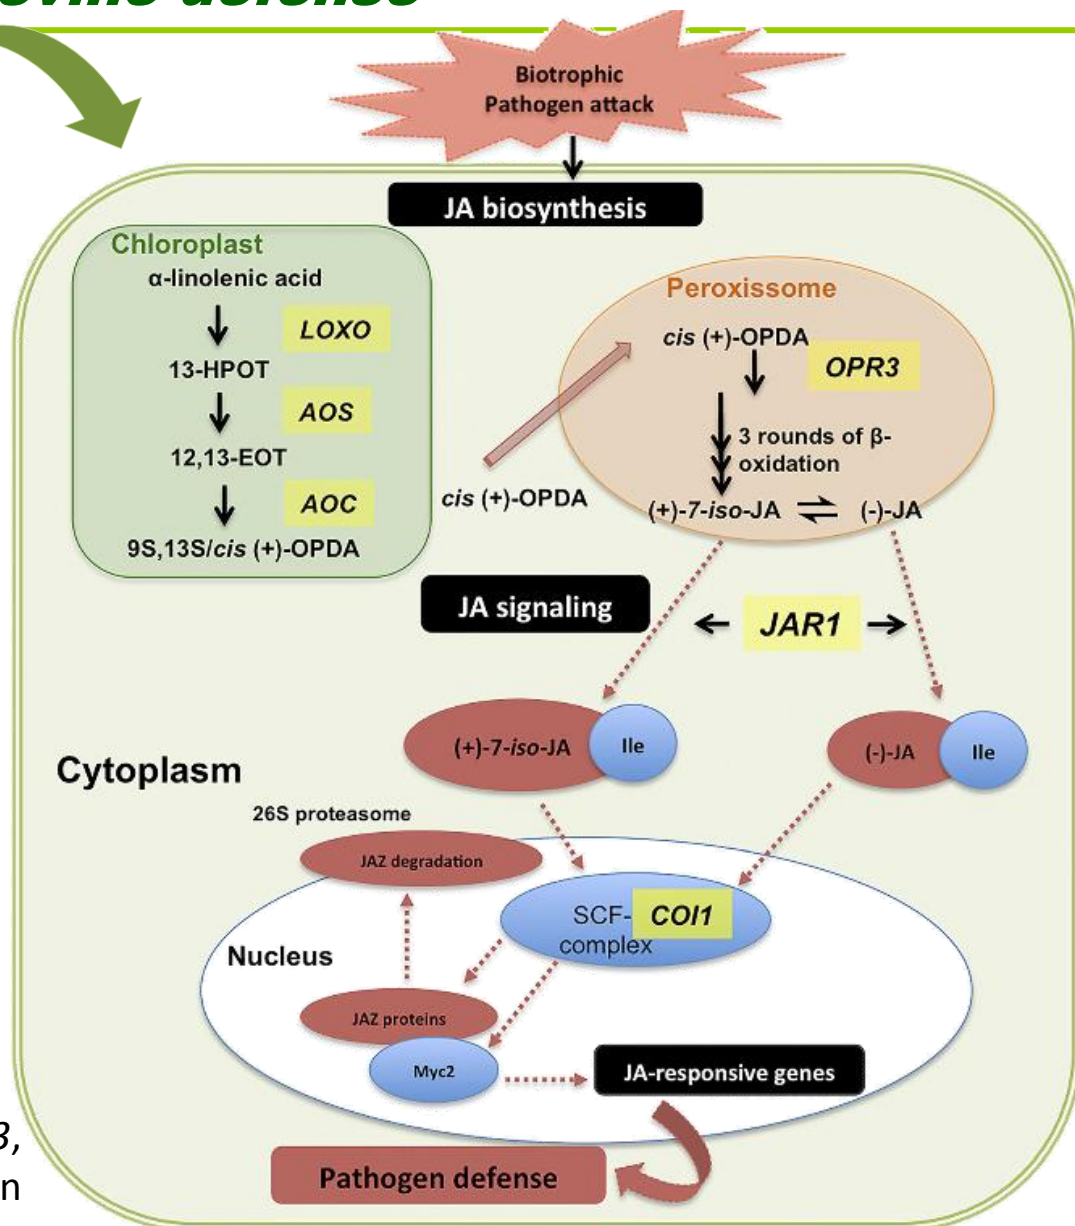 defense
Biotrophic
Pathogen attack
JA biosynthesis
Chloroplast
α-linolenic acid
LOXO
13-HPOT
AOS
12,13-EOT
AOC
9S,13S/cis (+)-OPDA
cis (+)-OPDA
Peroxissome
cis (+)-OPDA
OPR3
3 rounds of β-
oxidation
(+)-7-iso-JA
(-)-JA
JA signaling
JAR1
(+)-7-iso-JA
Ile
(-)-JA
Ile
Cytoplasm
26S proteasome
JAZ degradation
SCF-
complex
COI1
Nucleus
JAZ proteins
Myc2
JA-responsive genes
3,
n
Pathogen defense